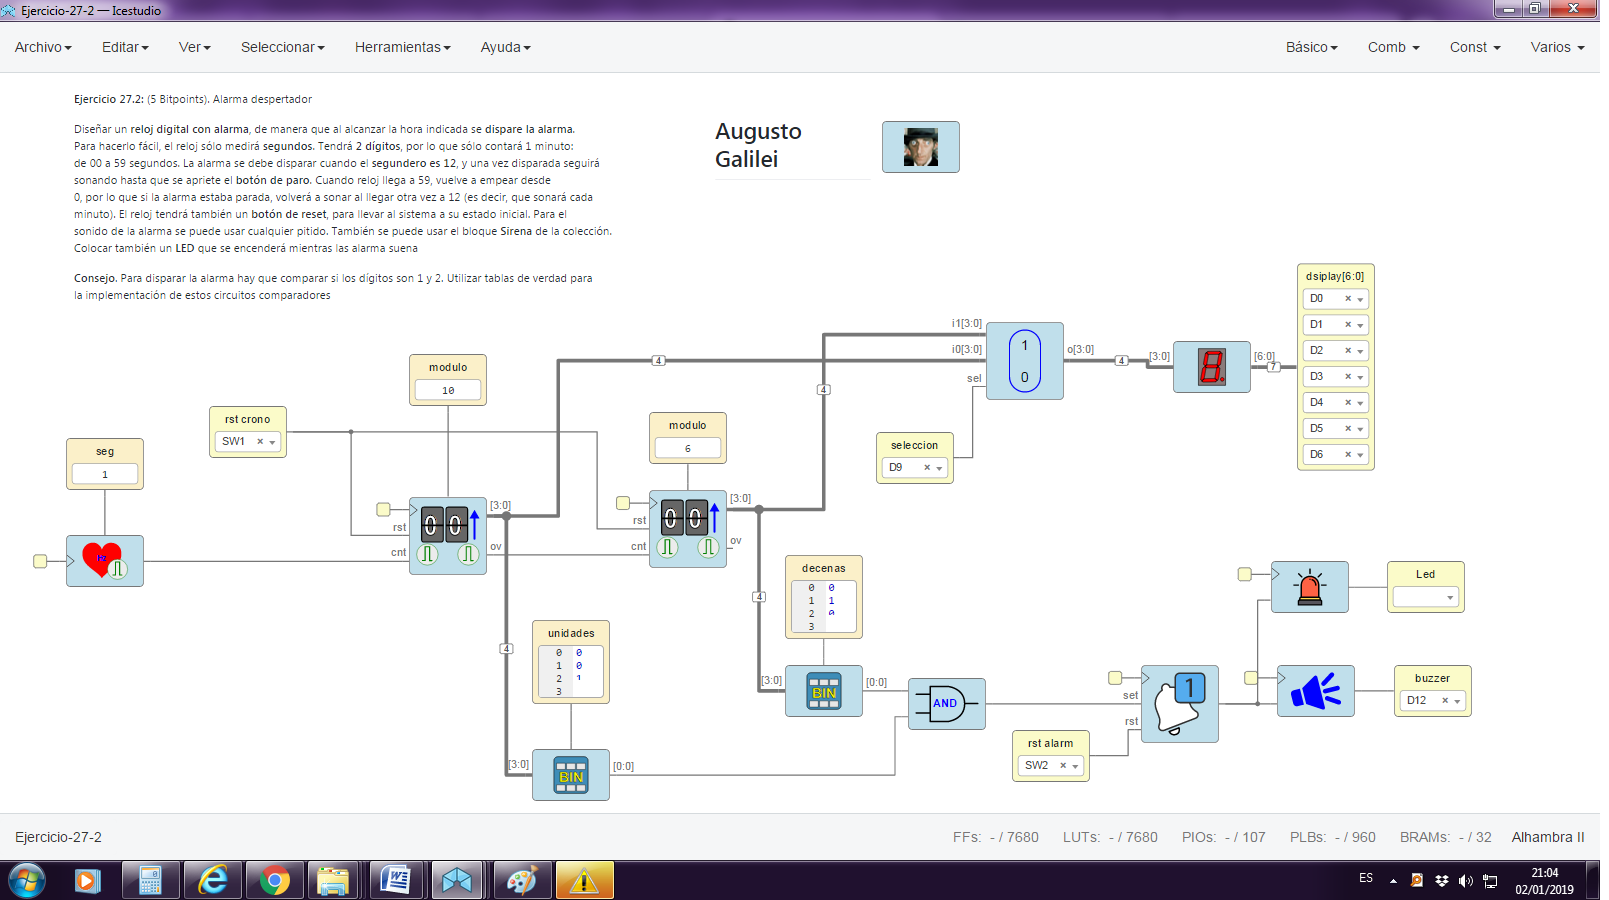 Ejercicio-27-2 — Icestudio
Archivo Editar Ver Seleccionar Herramientas Ayuda Básico Comb Const Varios
Ejercicio 27.2: (5 Bitpoints). Alarma despertador
Diseñar un reloj digital con alarma, de manera que al alcanzar la hora indicada se dispare la alarma.
Para hacerlo fácil, el reloj sólo medirá segundos. Tendrá 2 dígitos, por lo que sólo contará 1 minuto:
de 00 a 59 segundos. La alarma se debe disparar cuando el segundero es 12, y una vez disparada seguirá
sonando hasta que se apriete el botón de paro. Cuando reloj llega a 59, vuelve a empear desde
0, por lo que si la alarma estaba parada, volverá a sonar al llegar otra vez a 12 (es decir, que sonará cada
minuto). El reloj tendrá también un botón de reset, para llevar al sistema a su estado inicial. Para el
sonido de la alarma se puede usar cualquier pitido. También se puede usar el bloque Sirena de la colección.
Colocar también un LED que se encenderá mientras las alarma suena
Consejo. Para disparar la alarma hay que comparar si los dígitos son 1 y 2. Utilizar tablas de verdad para
la implementación de estos circuitos comparadores
Augusto
Galilei
dsiplay[6:0]
D0
D1
D2
D3
D4
D5
D6
i1[3:0]
i0[3:0]
sel
1
0
o[3:0]
4
[3:0]
8.
[6:0]
7
4
4
modulo
10
rst crono
SW1
modulo
6
seleccion
D9
seg
1
Hz
rst
cnt
00
[3:0]
ov
rst
cnt
00
[3:0]
ov
decenas
0 0
1 1
2 0
3
4
unidades
0 0
1 0
2 1
3
4
[3:0]
BIN
[0:0]
[3:0]
BIN
[0:0]
AND
set
rst
1
rst alarm
SW2
Led
buzzer
D12
Ejercicio-27-2 FFs: - / 7680 LUTs: - / 7680 PIOs: - / 107 PLBs: - / 960 BRAMs: - / 32 Alhambra II
ES
21:04
02/01/2019